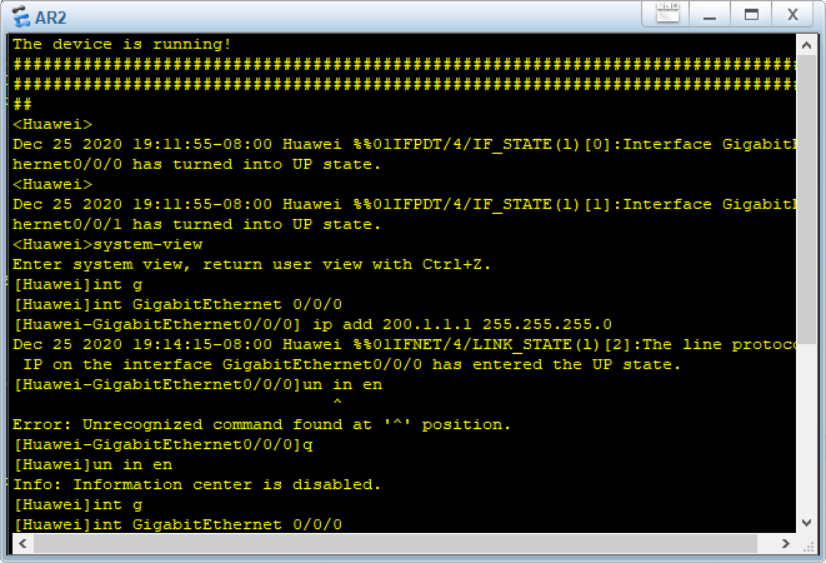 AR2
The device is running!
##############################################################################
##############################################################################
##
<Huawei>
Dec 25 2020 19:11:55-08:00 Huawei %%01IFPDT/4/IF_STATE(l)[0]:Interface Gigabit
hernet0/0/0 has turned into UP state.
<Huawei>
Dec 25 2020 19:11:55-08:00 Huawei %%01IFPDT/4/IF_STATE(l)[1]:Interface Gigabit
hernet0/0/1 has turned into UP state.
<Huawei>system-view
Enter system view, return user view with Ctrl+Z.
[Huawei]int g
[Huawei]int GigabitEthernet 0/0/0
[Huawei-GigabitEthernet0/0/0] ip add 200.1.1.1 255.255.255.0
Dec 25 2020 19:14:15-08:00 Huawei %%01IFNET/4/LINK_STATE(l)[2]:The line protoc
IP on the interface GigabitEthernet0/0/0 has entered the UP state.
[Huawei-GigabitEthernet0/0/0]un in en
^
Error: Unrecognized command found at '^' position.
[Huawei-GigabitEthernet0/0/0]q
[Huawei]un in en
Info: Information center is disabled.
[Huawei]int g
[Huawei]int GigabitEthernet 0/0/0